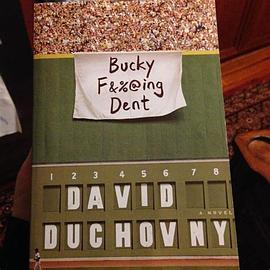 Bucky
F&%@ing
Dent
1 2 3 4 5 6 7 8
DAVID
A NOVEL
DUCHOVNY